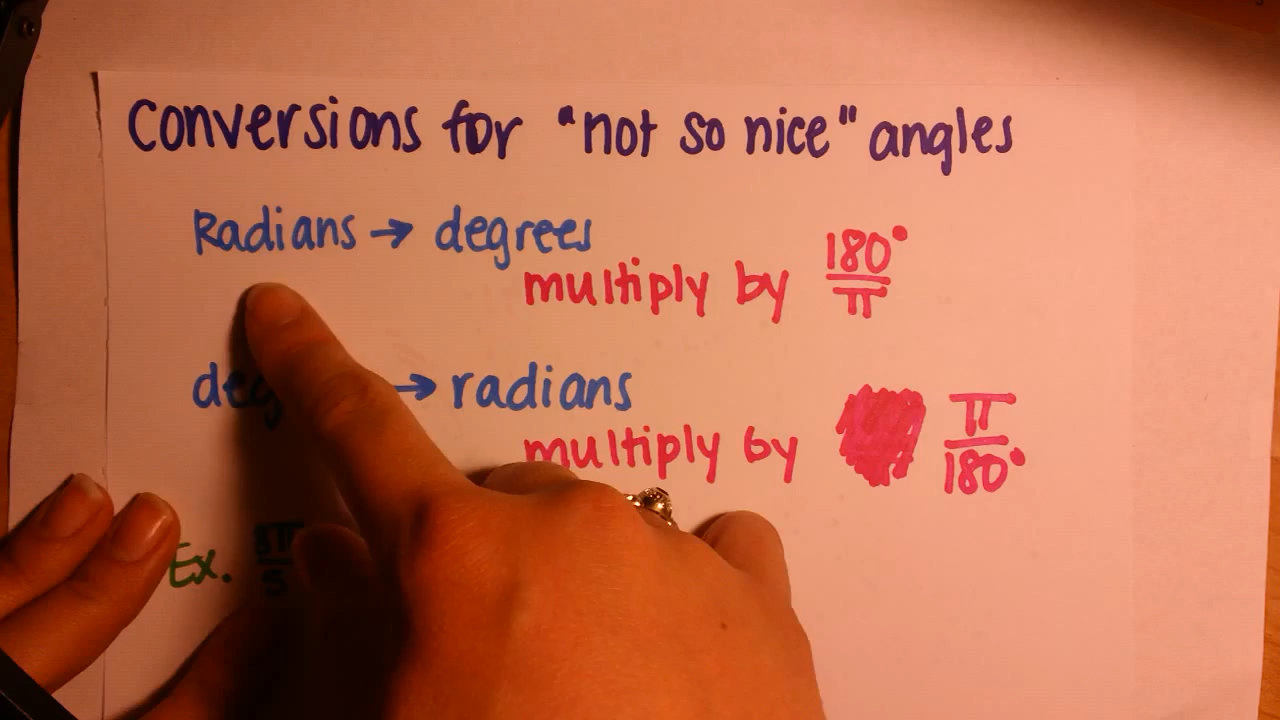 Conversions for "not so nice" angles
Radians → degrees
multiply by 180°/π
→ radians
multiply by π/180°
Ex.